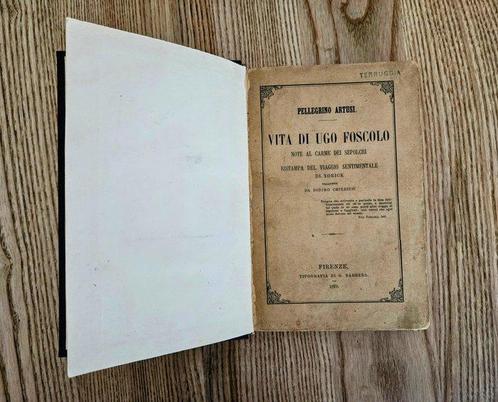 TERRUGGIA
PELLEGRINO ARTUSI.
VITA DI UGO FOSCOLO
NOTE AL CARME DEI SEPOLCRI
RISTAMPA DEL VIAGGIO SENTIMENTALE
DI YORICK
TRADOTTO
DA DIDIMO CHIERICO
FIRENZE,
TIPOGRAFIA DI G. BARBÈRA.